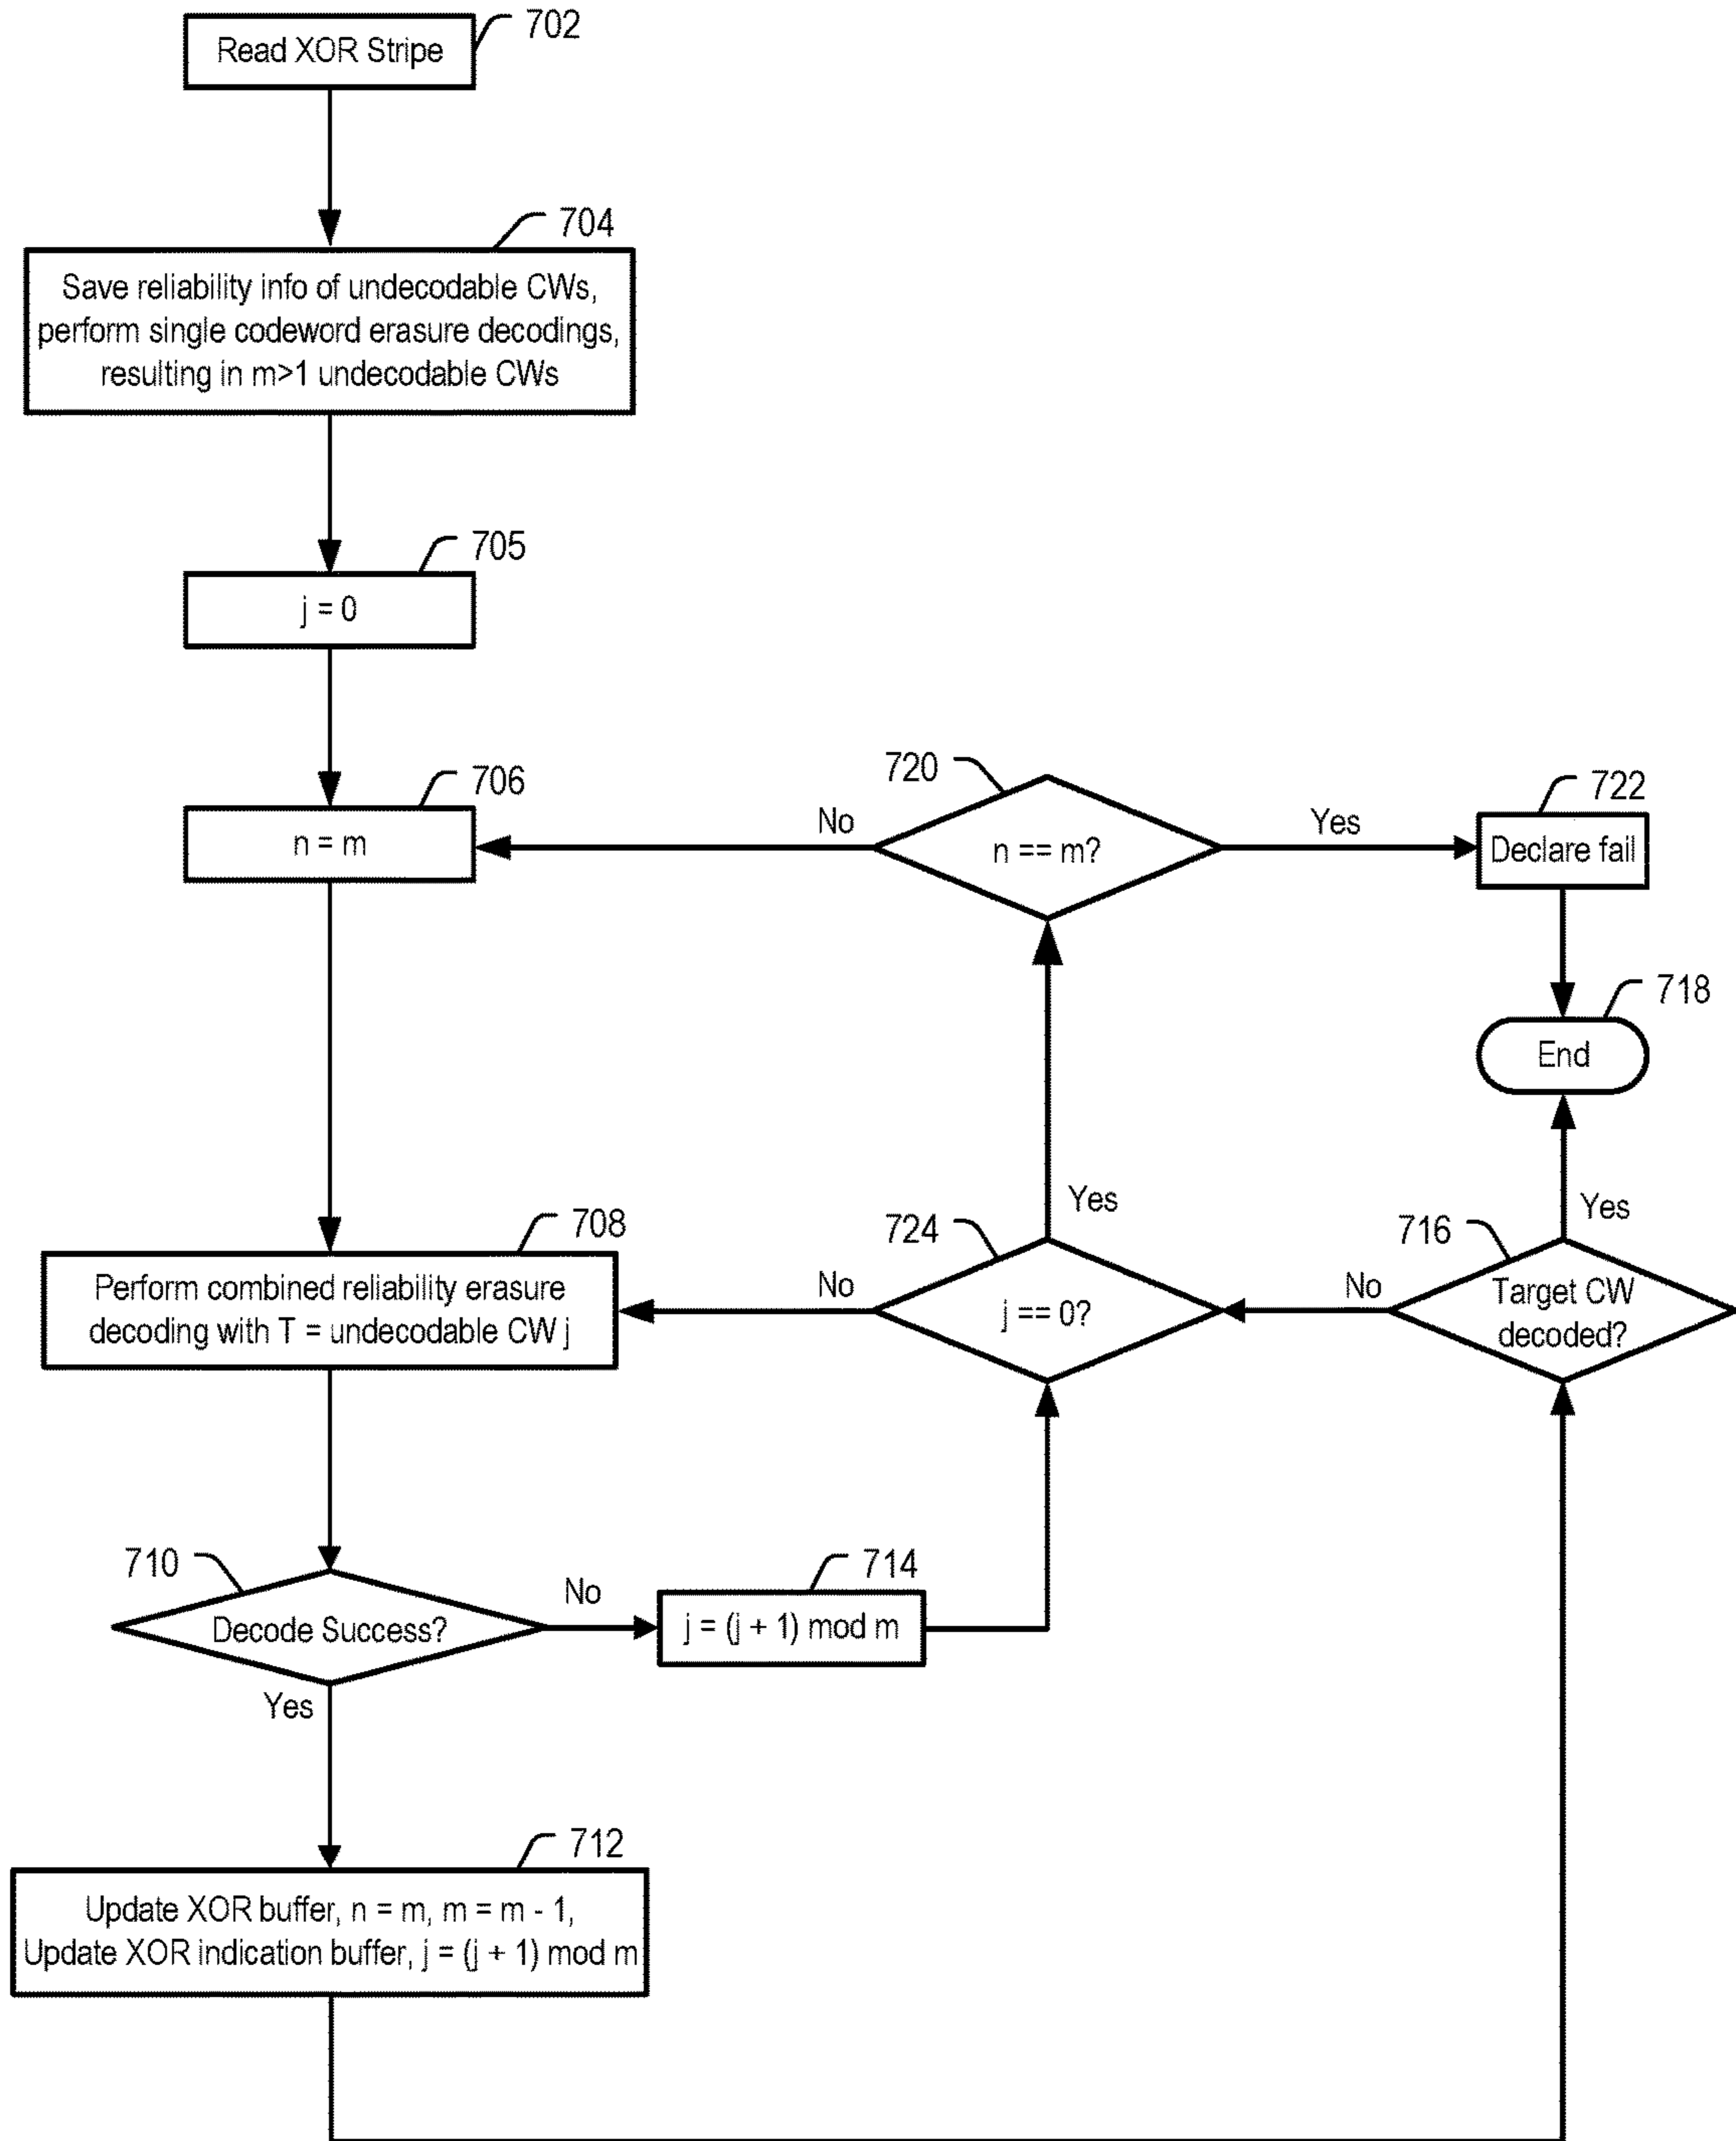 702
Read XOR Stripe
704
Save reliability info of undecodable CWs,
perform single codeword erasure decodings,
resulting in m>1 undecodable CWs
705
j = 0
706
n = m
720
n == m?
No
Yes
722
Declare fail
718
End
708
Perform combined reliability erasure
decoding with T = undecodable CW j
724
j == 0?
No
Yes
716
Target CW
decoded?
No
Yes
710
Decode Success?
No
Yes
714
j = (j + 1) mod m
712
Update XOR buffer, n = m, m = m - 1,
Update XOR indication buffer, j = (j + 1) mod m